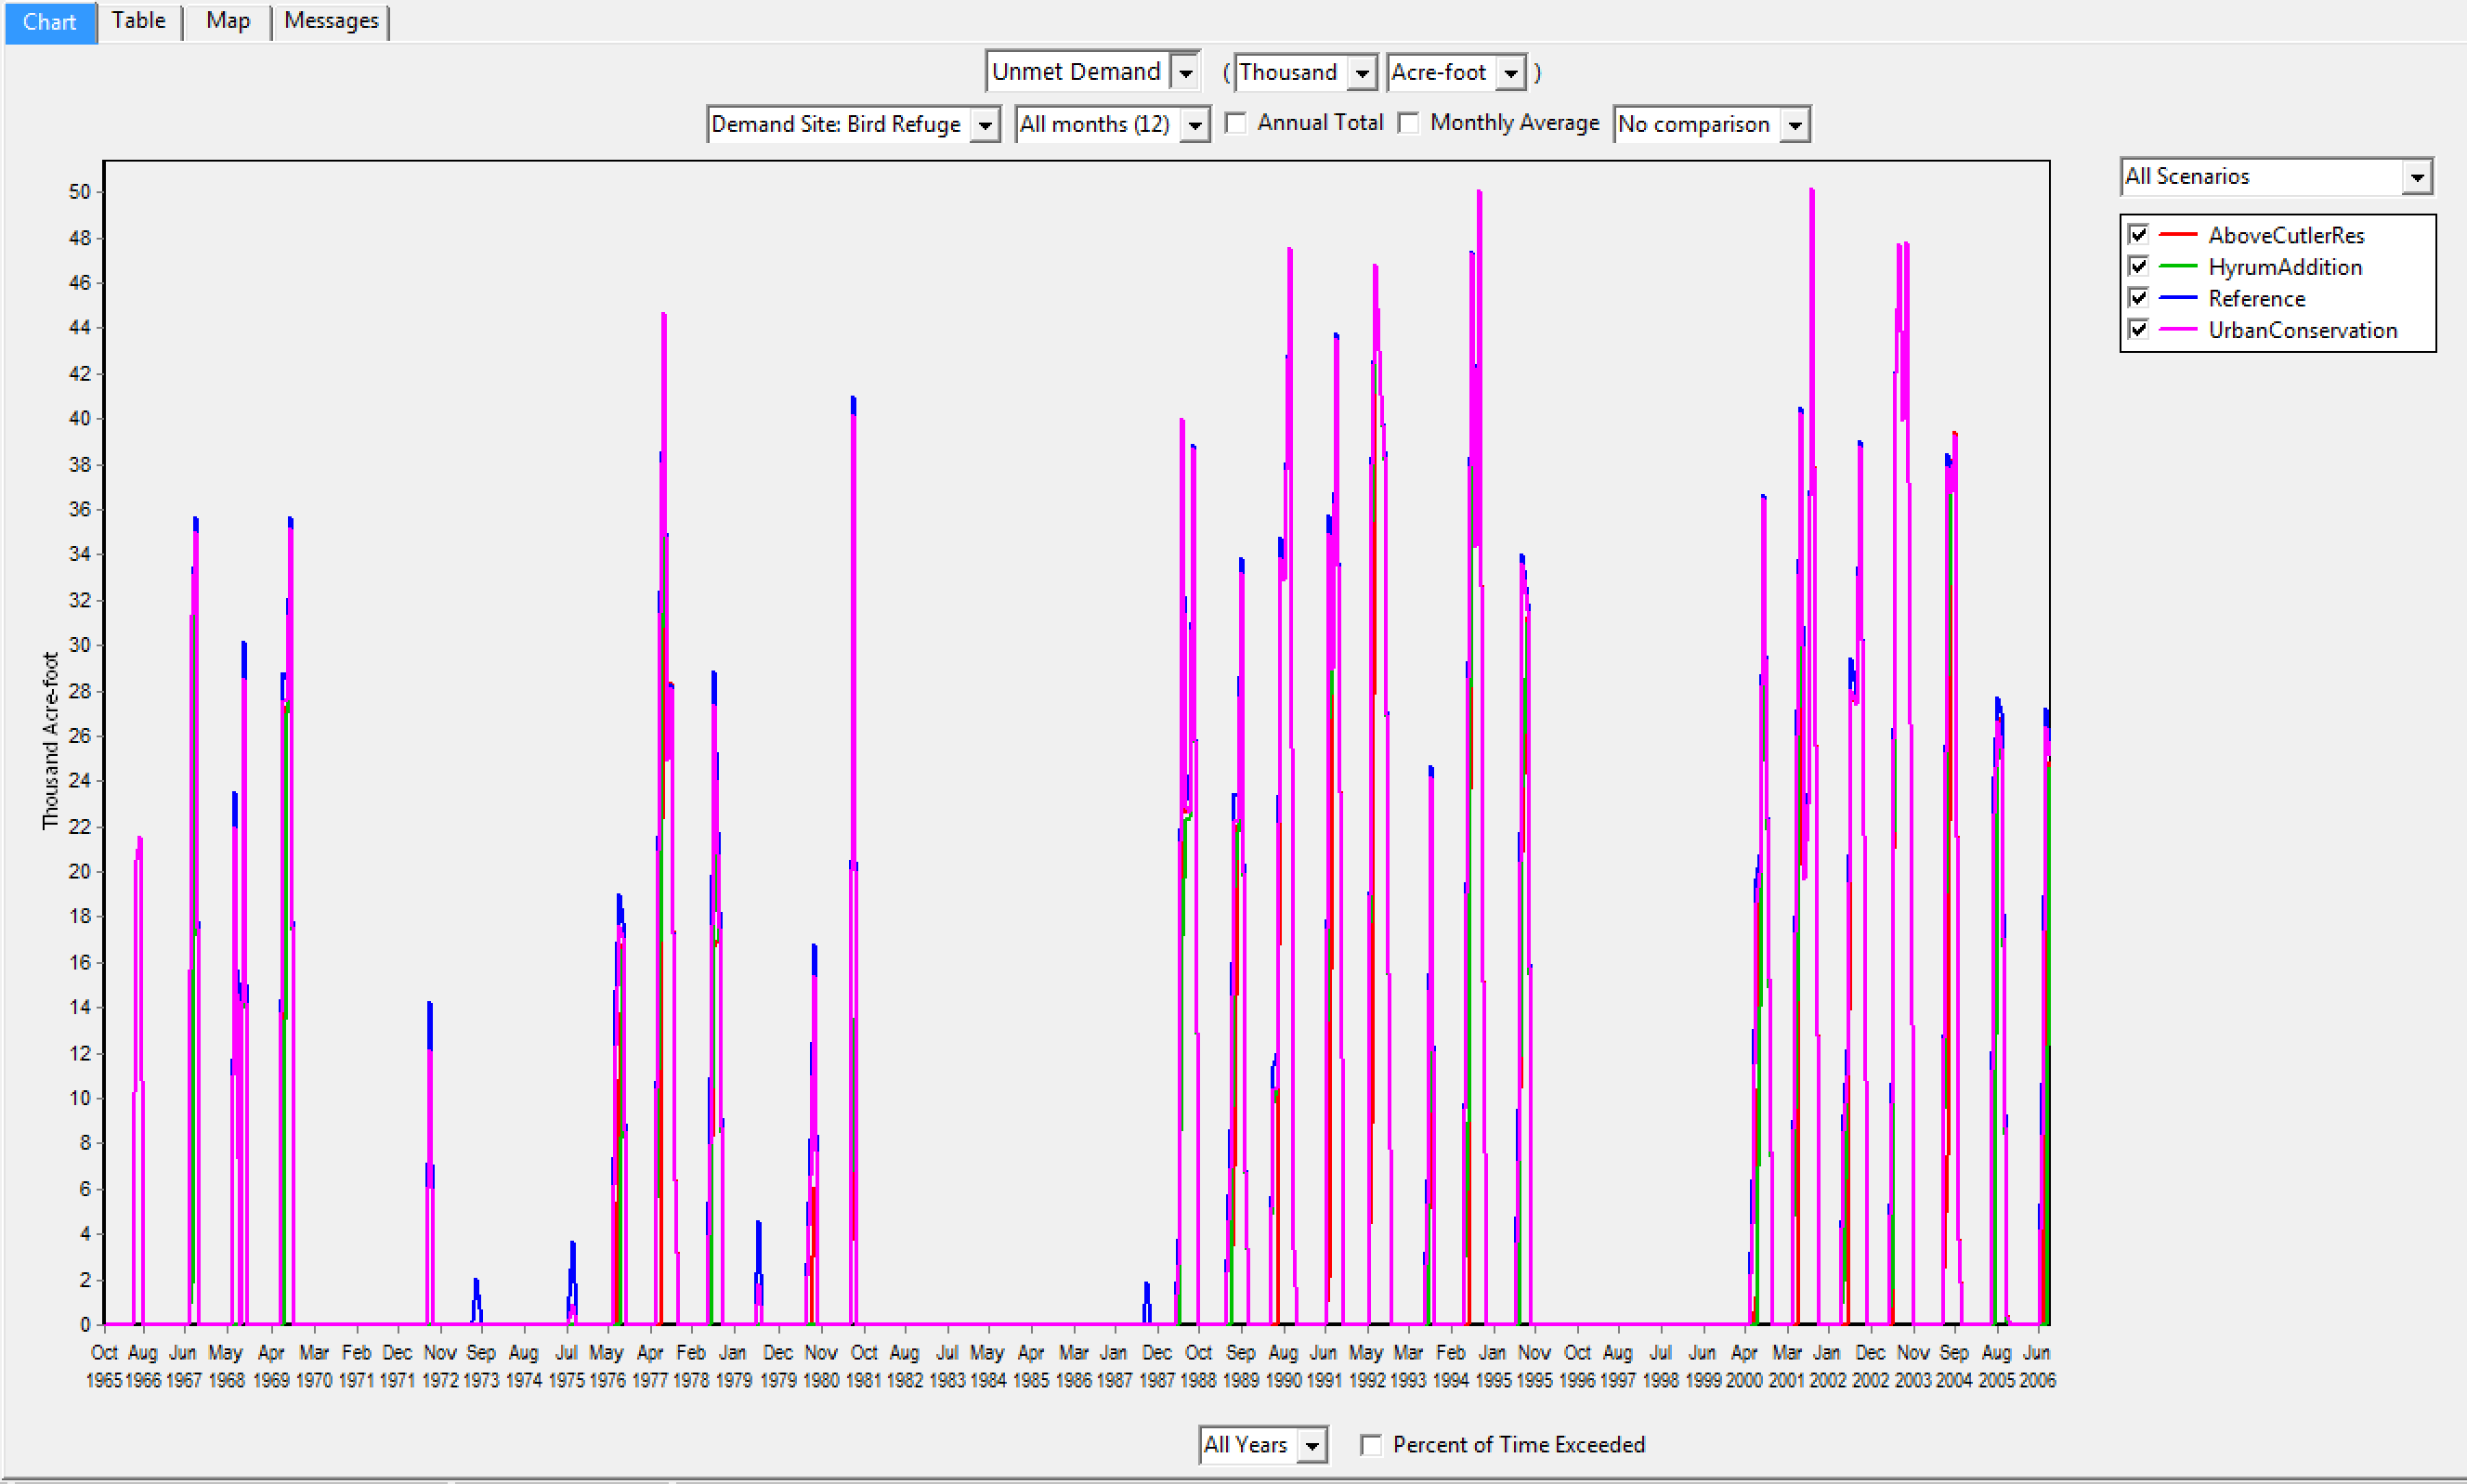 Chart Table Map Messages
Unmet Demand ( Thousand Acre-foot )
Demand Site: Bird Refuge All months (12) Annual Total Monthly Average No comparison
All Scenarios
AboveCutlerRes
HyrumAddition
Reference
UrbanConservation
Thousand Acre-foot
50
48
46
44
42
40
38
36
34
32
30
28
26
24
22
20
18
16
14
12
10
8
6
4
2
0
Oct Aug Jun May Apr Mar Feb Dec Nov Sep Aug Jul May Apr Feb Jan Dec Nov Oct Aug Jul May Apr Mar Jan Dec Oct Sep Aug Jun May Mar Feb Jan Nov Oct Aug Jul Jun Apr Mar Jan Dec Nov Sep Aug Jun
1965 1966 1967 1968 1969 1970 1971 1971 1972 1973 1974 1975 1976 1977 1978 1979 1979 1980 1981 1982 1983 1984 1985 1986 1987 1987 1988 1989 1990 1991 1992 1993 1994 1995 1995 1996 1997 1998 1999 2000 2001 2002 2002 2003 2004 2005 2006
All Years Percent of Time Exceeded